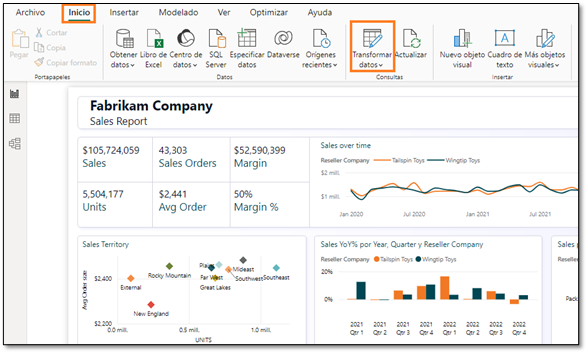 Archivo Inicio Insertar Modelado Ver Optimizar Ayuda
Pegar
Cortar
Copia
Copiar formato
Obtener datos
Libro de Excel
Centro de datos
SQL Server
Especificar datos
Dataverse
Orígenes recientes
Transformar datos
Actualizar
Nuevo objeto visual
Cuadro de texto
Más objetos visuales
Portapapeles
Datos
Consultas
Insertar
Fabrikam Company
Sales Report
$105,724,059
Sales
43,303
Sales Orders
$52,590,399
Margin
5,504,177
Units
$2,441
Avg Order
50%
Margin %
Sales over time
Reseller Company Tailspin Toys Wingtip Toys
$2 mill.
$1 mill.
Jan 2020 Jul 2020 Jan 2021 Jul 2021
Sales Territory
Avg Order size
$2,400
$2,200
External
Rocky Mountain
Plains
Far West
Great Lakes
Mideast
Southwest
Southeast
New England
0.0 mill. 0.5 mill. 1.0 mill.
UNITS
Sales YoY% por Year, Quarter y Reseller Company
Reseller Company Tailspin Toys Wingtip Toys
20%
0%
2021 2021 2021 2021 2022 2022 2022 2022
Qtr 1 Qtr 2 Qtr 3 Qtr 4 Qtr 1 Qtr 2 Qtr 3 Qtr 4
Sales p
Pack